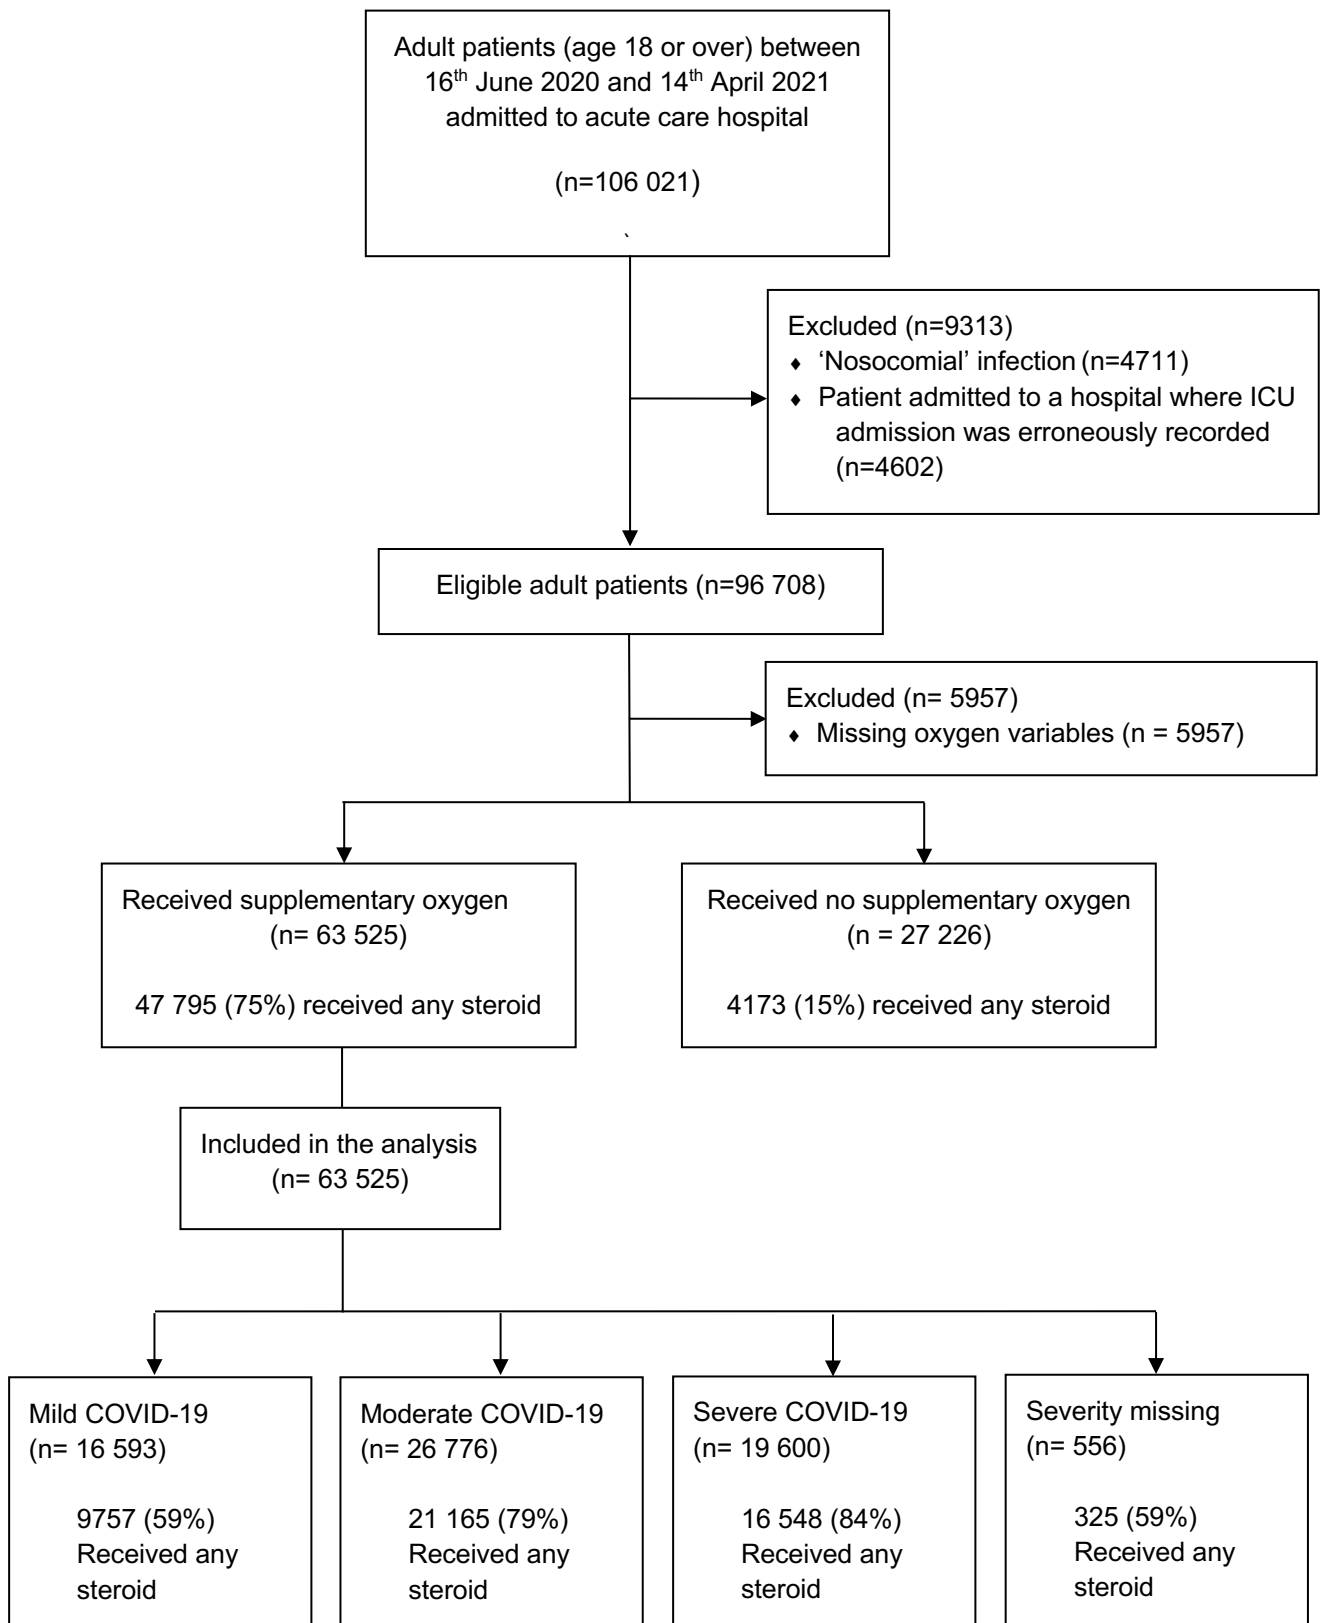 Adult patients (age 18 or over) between
16th June 2020 and 14th April 2021
admitted to acute care hospital
(n=106 021)
Excluded (n=9313)
♦ ‘Nosocomial’ infection (n=4711)
♦ Patient admitted to a hospital where ICU
admission was erroneously recorded
(n=4602)
Eligible adult patients (n=96 708)
Excluded (n= 5957)
♦ Missing oxygen variables (n = 5957)
Received supplementary oxygen
(n= 63 525)
47 795 (75%) received any steroid
Received no supplementary oxygen
(n = 27 226)
4173 (15%) received any steroid
Included in the analysis
(n= 63 525)
Mild COVID-19
(n= 16 593)
9757 (59%)
Received any
steroid
Moderate COVID-19
(n= 26 776)
21 165 (79%)
Received any
steroid
Severe COVID-19
(n= 19 600)
16 548 (84%)
Received any
steroid
Severity missing
(n= 556)
325 (59%)
Received any
steroid